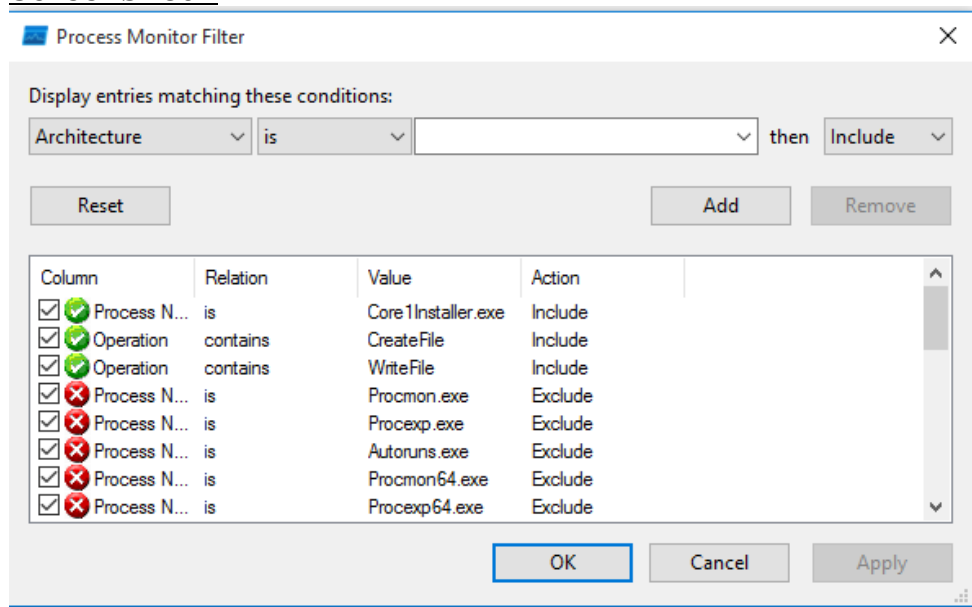 Process Monitor Filter
Display entries matching these conditions:
Architecture is then Include
Reset Add Remove
Column Relation Value Action
Process N... is Core1Installer.exe Include
Operation contains CreateFile Include
Operation contains WriteFile Include
Process N... is Procmon.exe Exclude
Process N... is Procexp.exe Exclude
Process N... is Autoruns.exe Exclude
Process N... is Procmon64.exe Exclude
Process N... is Procexp64.exe Exclude
OK Cancel Apply